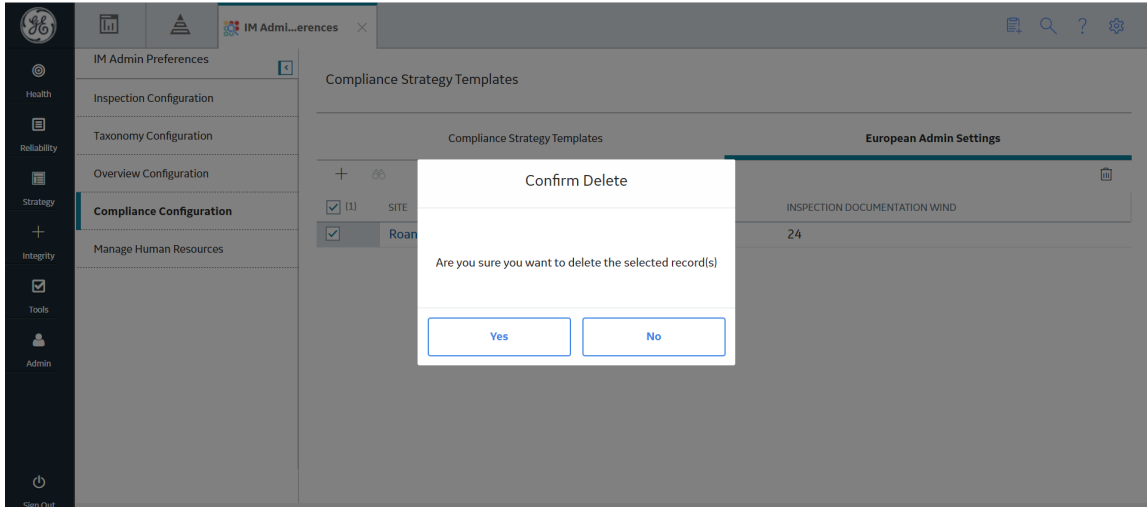 IM Admi...erences
Health
Reliability
Strategy
Integrity
Tools
Admin
Sign Out
IM Admin Preferences
Inspection Configuration
Taxonomy Configuration
Overview Configuration
Compliance Configuration
Manage Human Resources
Compliance Strategy Templates
Compliance Strategy Templates
European Admin Settings
(1) SITE
INSPECTION DOCUMENTATION WIND
Roan
24
Confirm Delete
Are you sure you want to delete the selected record(s)
Yes
No